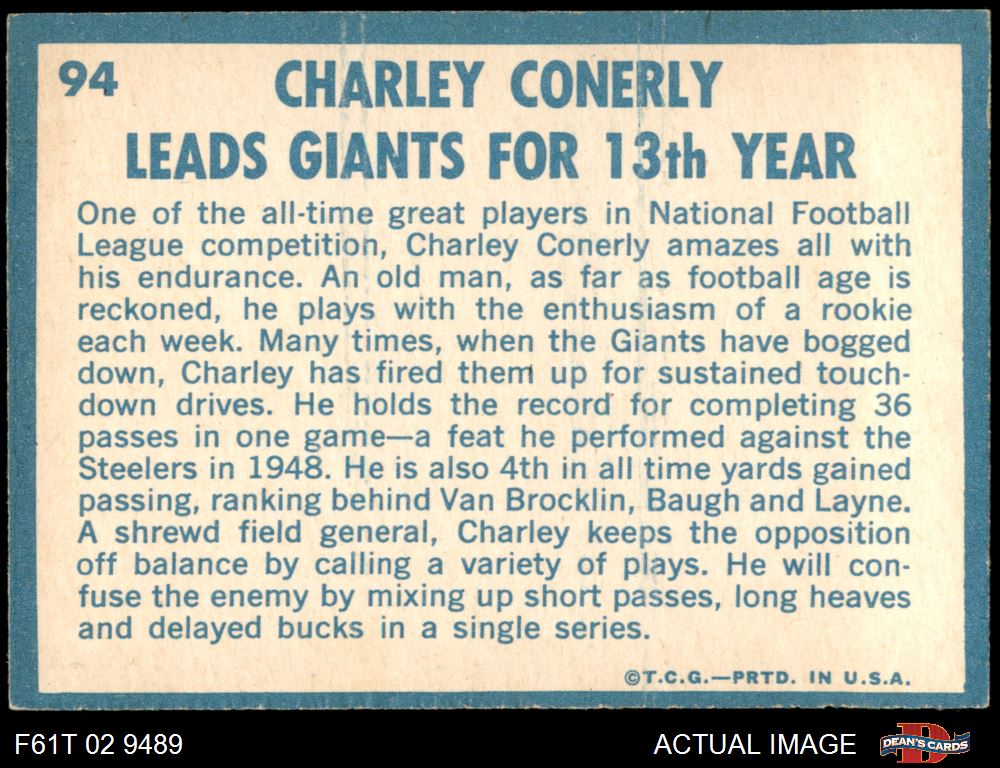 94
CHARLEY CONERLY
LEADS GIANTS FOR 13th YEAR
One of the all-time great players in National Football
League competition, Charley Conerly amazes all with
his endurance. An old man, as far as football age is
reckoned, he plays with the enthusiasm of a rookie
each week. Many times, when the Giants have bogged
down, Charley has fired them up for sustained touch-
down drives. He holds the record for completing 36
passes in one game—a feat he performed against the
Steelers in 1948. He is also 4th in all time yards gained
passing, ranking behind Van Brocklin, Baugh and Layne.
A shrewd field general, Charley keeps the opposition
off balance by calling a variety of plays. He will con-
fuse the enemy by mixing up short passes, long heaves
and delayed bucks in a single series.
©T.C.G.—PRTD. IN U.S.A.
F61T 02 9489
ACTUAL IMAGE
D
DEAN'S CARDS